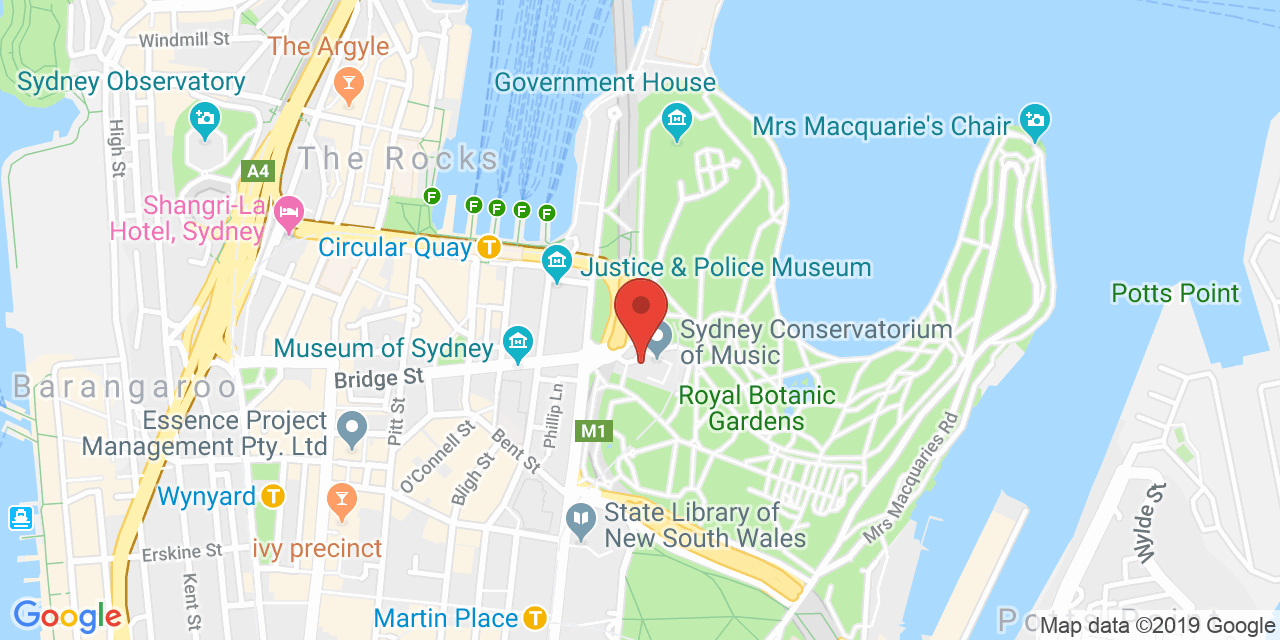 Windmill St
The Argyle
Sydney Observatory
Government House
High St
Mrs Macquarie's Chair
The Rocks
A4
F
F
F
F
F
Shangri-La
Hotel, Sydney
Circular Quay
T
Justice & Police Museum
Potts Point
Sydney Conservatorium
of Music
Museum of Sydney
Bridge St
Barangaroo
Royal Botanic
Gardens
Essence Project
Management Pty. Ltd
Pitt St
Phillip Ln
M1
O'Connell St
Bent St
Bligh St
Mrs Macquaries Rd
Wynyard
T
State Library of
New South Wales
Wylde St
ivy precinct
Erskine St
Kent St
Google
Martin Place
T
Potts Point
Map data ©2019 Google